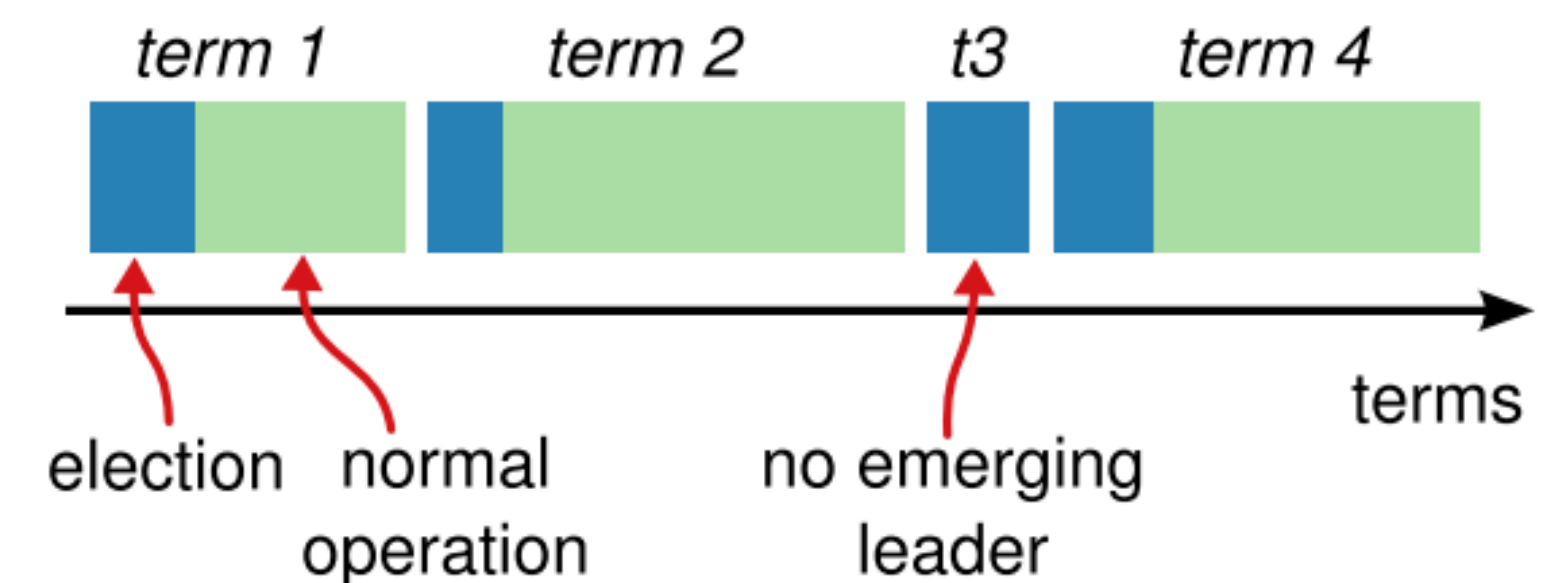 term 1
term 2
t3
term 4
terms
election
normal
operation
no emerging
leader